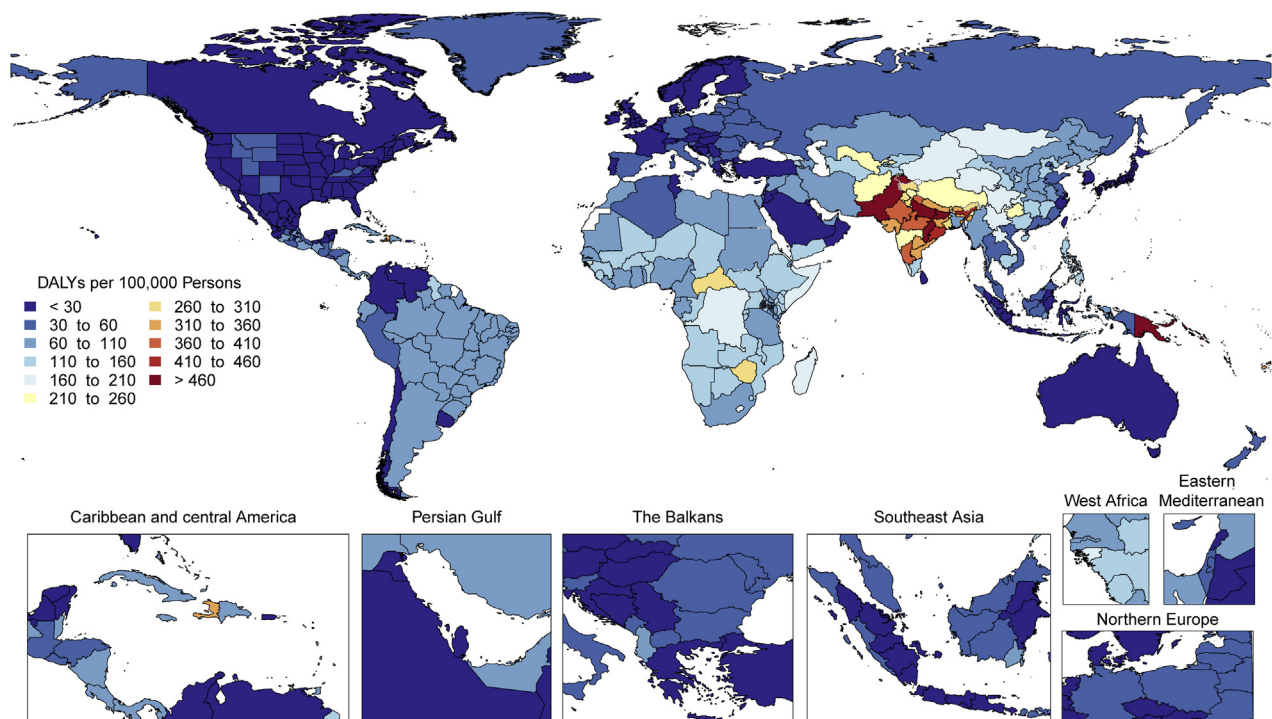 DALYs per 100,000 Persons
< 30
30 to 60
60 to 110
110 to 160
160 to 210
210 to 260
260 to 310
310 to 360
360 to 410
410 to 460
> 460
Caribbean and central America
Persian Gulf
The Balkans
Southeast Asia
West Africa
Eastern
Mediterranean
Northern Europe